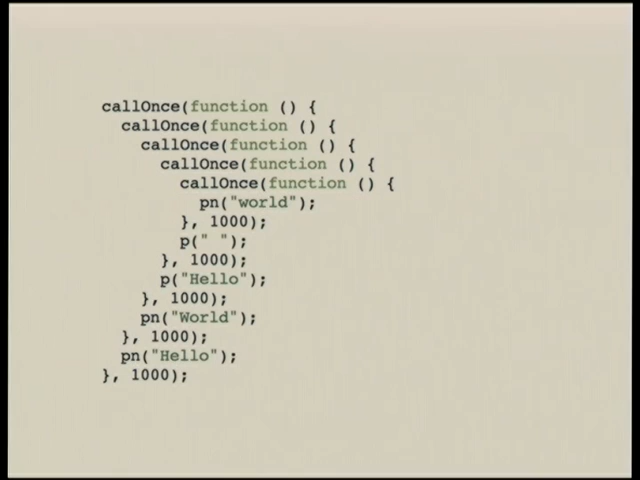 callOnce(function () {
  callOnce(function () {
    callOnce(function () {
      callOnce(function () {
        callOnce(function () {
          pn("world");
        }, 1000);
        p(" ");
      }, 1000);
      p("Hello");
    }, 1000);
    pn("World");
  }, 1000);
  pn("Hello");
}, 1000);